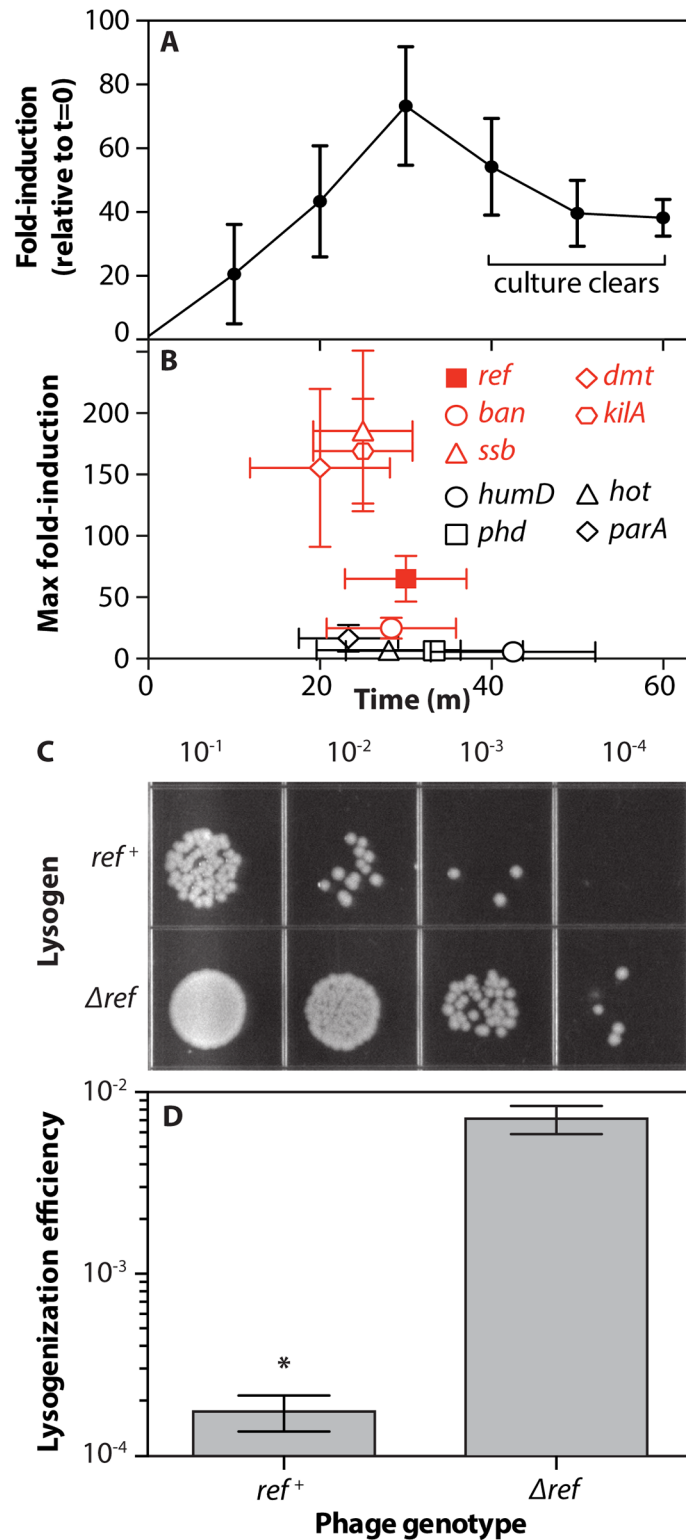 A
Fold-induction
(relative to t=0)
100
80
60
40
20
0
culture clears
B
Max fold-induction
200
150
100
50
0
ref
dmt
ban
kilA
ssb
humD
hot
phd
parA
0
20
40
60
Time (m)
C
10⁻¹
10⁻²
10⁻³
10⁻⁴
Lysogen
ref⁺
Δref
D
Lysogenization efficiency
10⁻²
10⁻³
10⁻⁴
*
ref⁺
Δref
Phage genotype